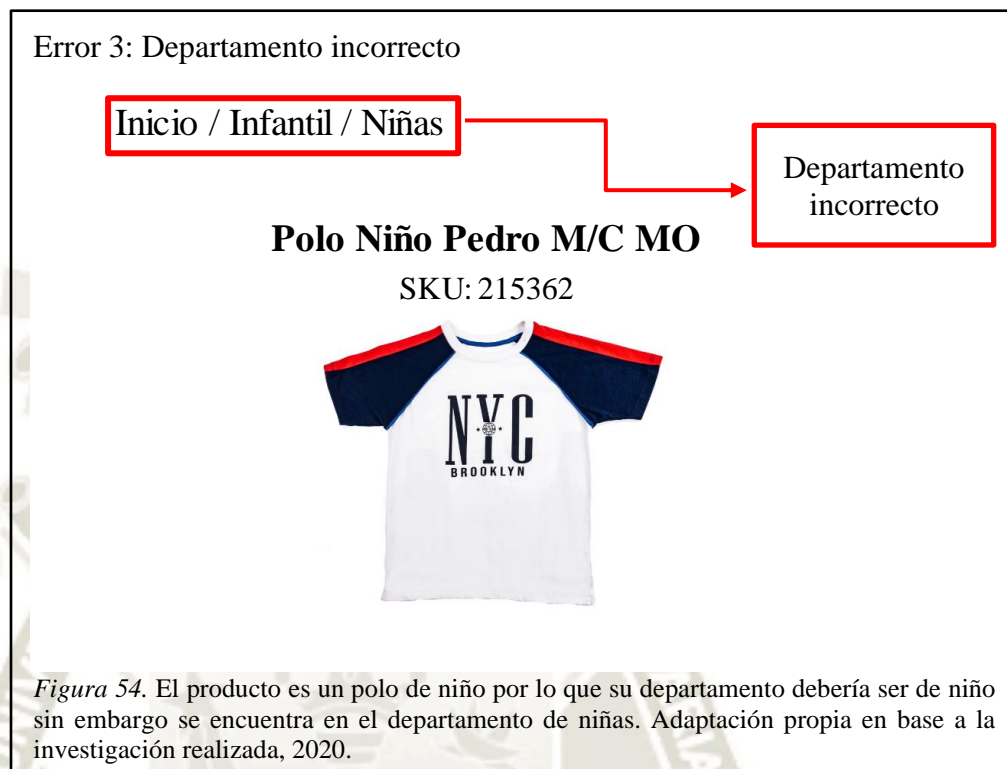 Error 3: Departamento incorrecto
Inicio / Infantil / Niñas
Departamento
incorrecto
Polo Niño Pedro M/C MO
SKU: 215362
NYC
BROOKLYN
Figura 54. El producto es un polo de niño por lo que su departamento debería ser de niño
sin embargo se encuentra en el departamento de niñas. Adaptación propia en base a la
investigación realizada, 2020.